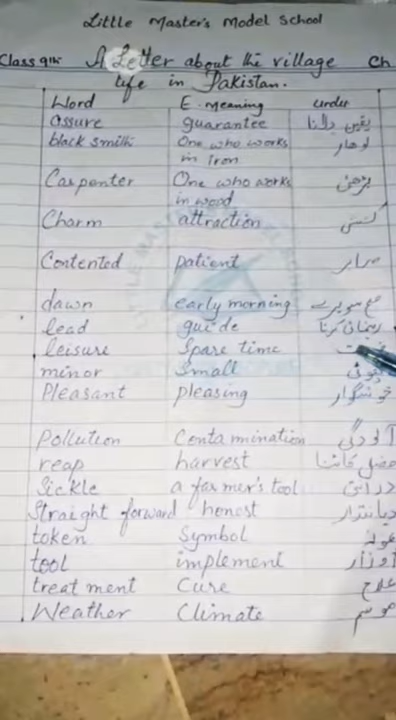 Little Master's Model School
Class 9th A Letter about the village Ch
life in Pakistan.
Word E. Meaning urdu
assure guarantee یقین دلانا
black smith One who works لوہار
in iron
Carpenter One who works بڑھئی
in wood
Charm attraction کشش
Contented patient صابر
dawn early morning صبح سویرے
lead guide رہنمائی کرنا
leisure Spare time
minor Small
Pleasant pleasing خوشگوار
Pollution Contamination آلودگی
reap harvest فصل کاٹنا
Sickle a farmer's tool درانتی
Straight forward honest دیانتدار
token Symbol
tool implement اوزار
treatment Cure علاج
Weather Climate موسم